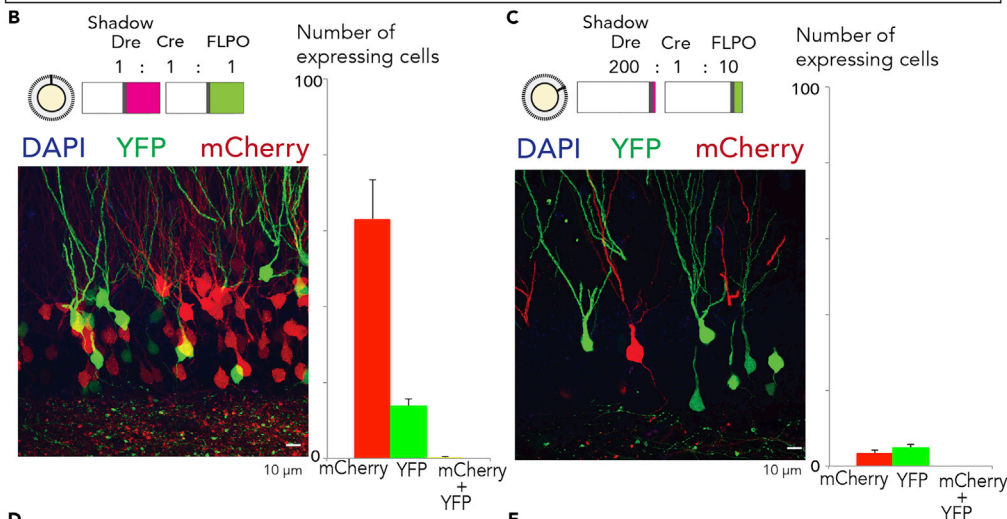 B
Shadow
Dre Cre FLPO
1 : 1 : 1
Number of
expressing cells
100
DAPI YFP mCherry
0
10 µm
mCherry YFP mCherry
+
YFP
C
Shadow
Dre Cre FLPO
200 : 1 : 10
Number of
expressing cells
100
DAPI YFP mCherry
0
10 µm
mCherry YFP mCherry
+
YFP